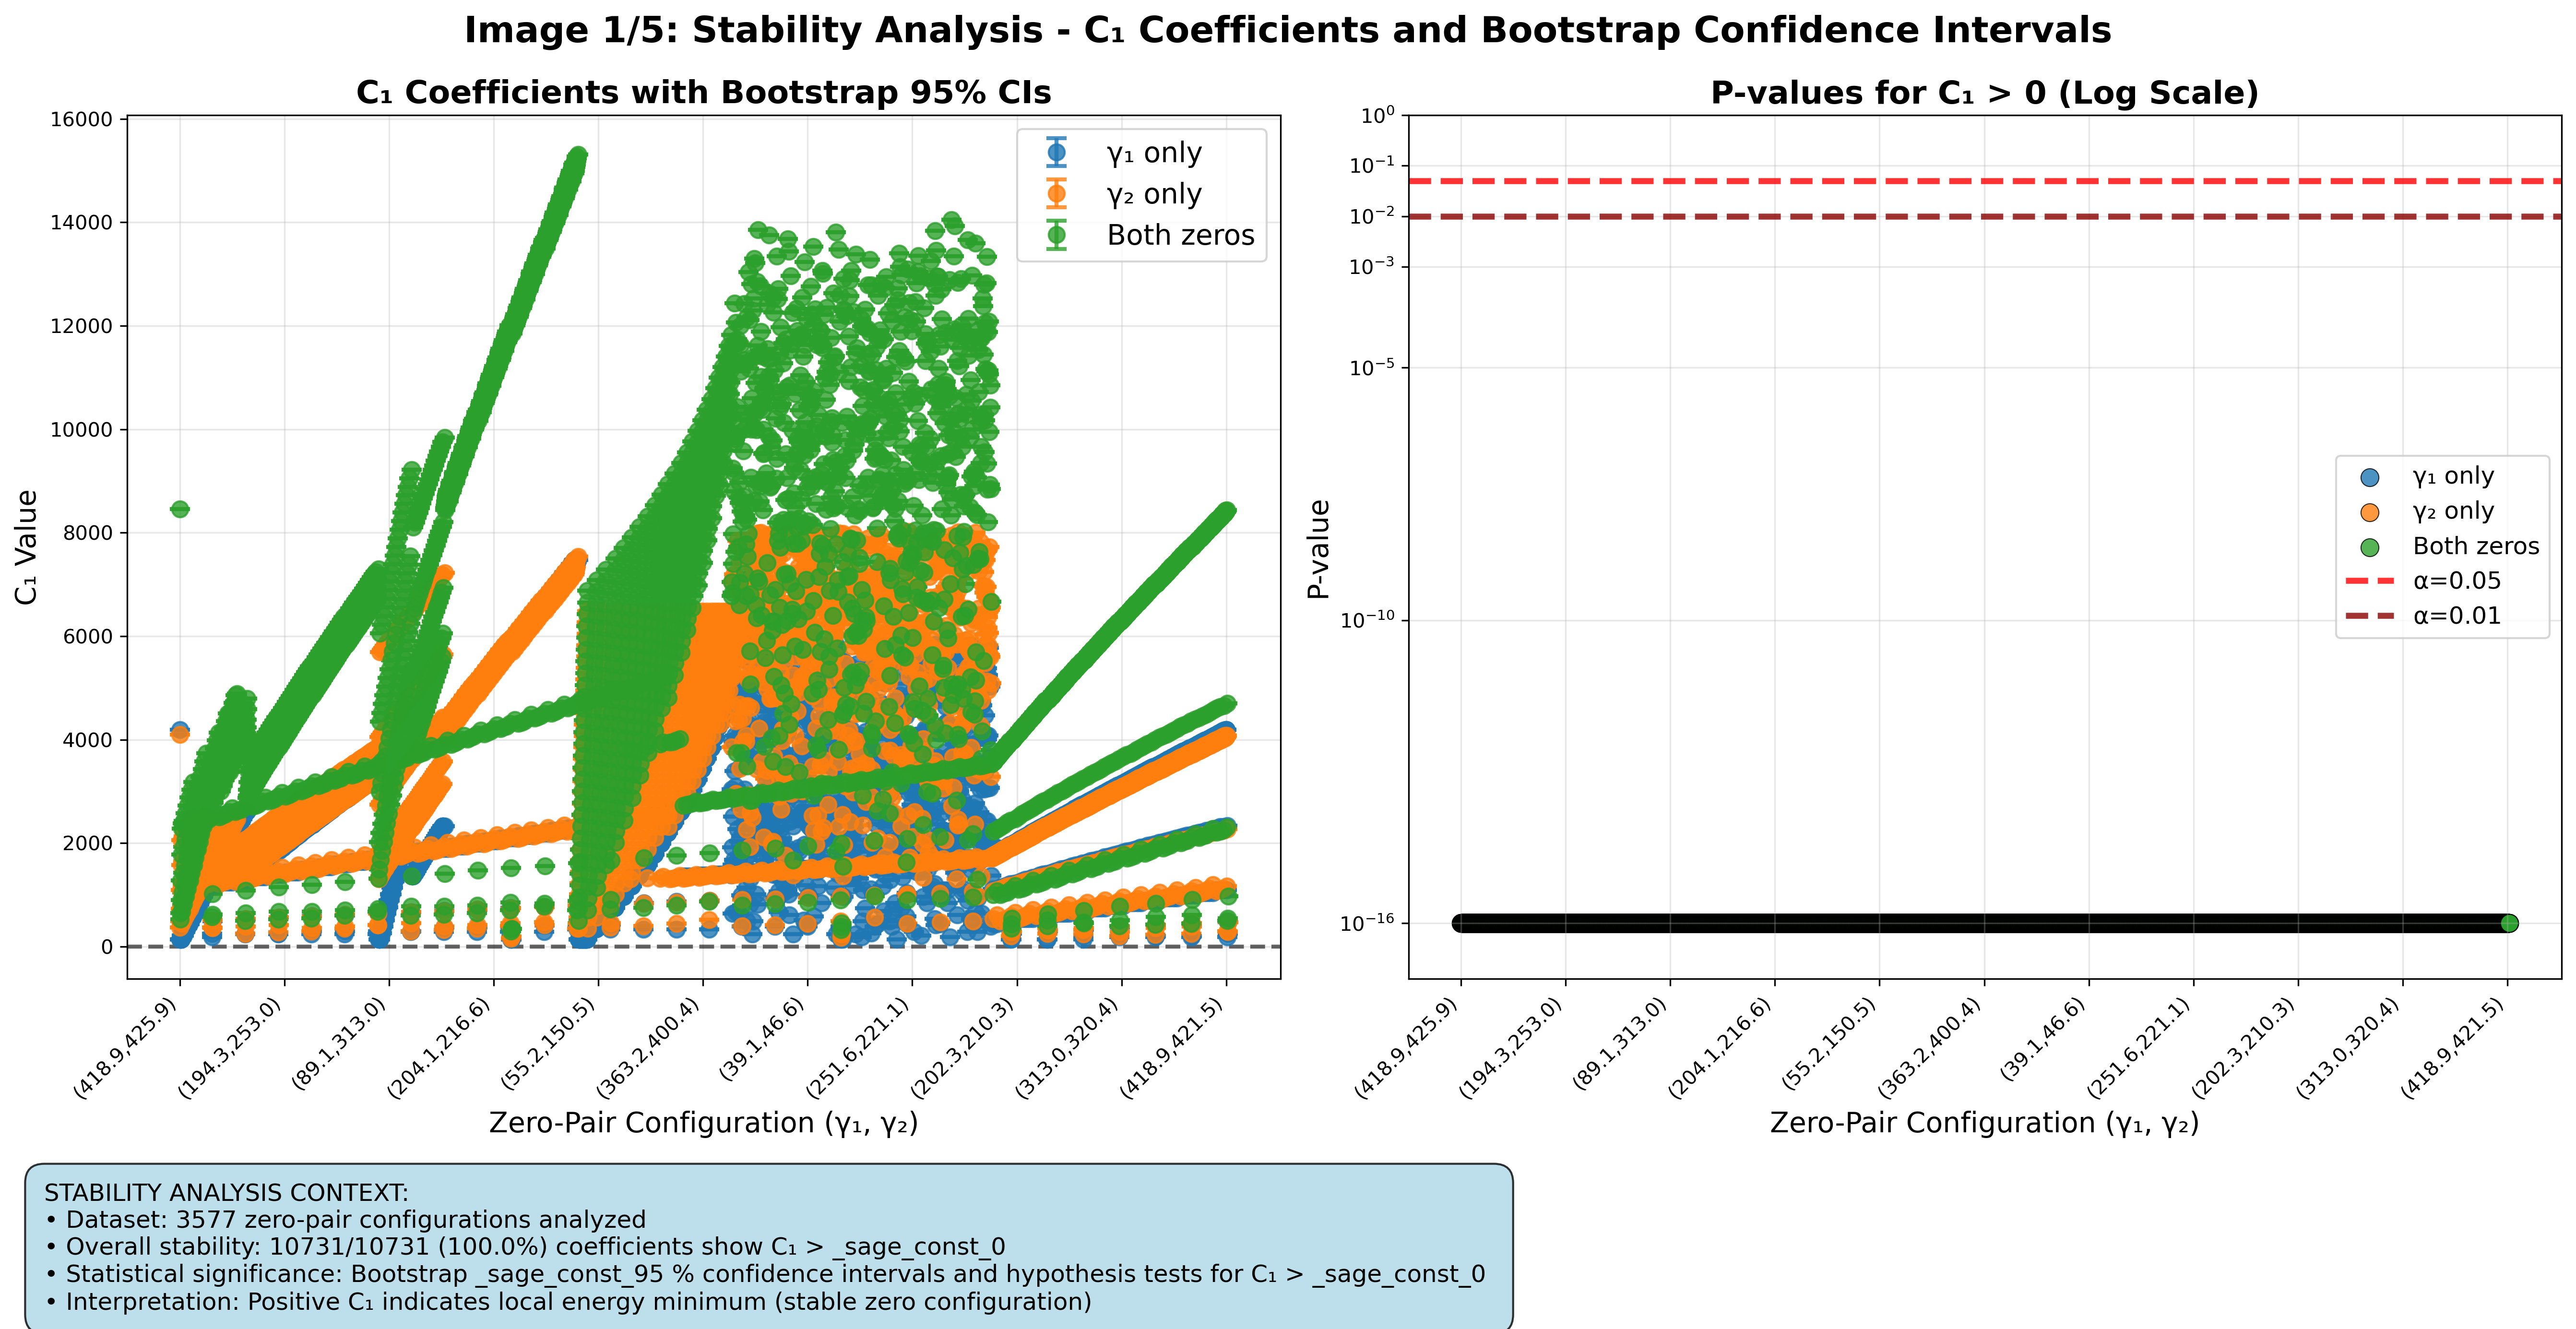 Image 1/5: Stability Analysis - C₁ Coefficients and Bootstrap Confidence Intervals
C₁ Coefficients with Bootstrap 95% CIs
16000
14000
12000
10000
8000
6000
4000
2000
0
C₁ Value
γ₁ only
γ₂ only
Both zeros
(418.9,425.9)
(194.3,253.0)
(89.1,313.0)
(204.1,216.6)
(55.2,150.5)
(363.2,400.4)
(39.1,46.6)
(251.6,221.1)
(202.3,210.3)
(313.0,320.4)
(418.9,421.5)
Zero-Pair Configuration (γ₁, γ₂)
P-values for C₁ > 0 (Log Scale)
10⁰
10⁻¹
10⁻²
10⁻³
10⁻⁵
10⁻¹⁰
10⁻¹⁶
P-value
γ₁ only
γ₂ only
Both zeros
α=0.05
α=0.01
(418.9,425.9)
(194.3,253.0)
(89.1,313.0)
(204.1,216.6)
(55.2,150.5)
(363.2,400.4)
(39.1,46.6)
(251.6,221.1)
(202.3,210.3)
(313.0,320.4)
(418.9,421.5)
Zero-Pair Configuration (γ₁, γ₂)
STABILITY ANALYSIS CONTEXT:
• Dataset: 3577 zero-pair configurations analyzed
• Overall stability: 10731/10731 (100.0%) coefficients show C₁ > _sage_const_0
• Statistical significance: Bootstrap _sage_const_95 % confidence intervals and hypothesis tests for C₁ > _sage_const_0
• Interpretation: Positive C₁ indicates local energy minimum (stable zero configuration)